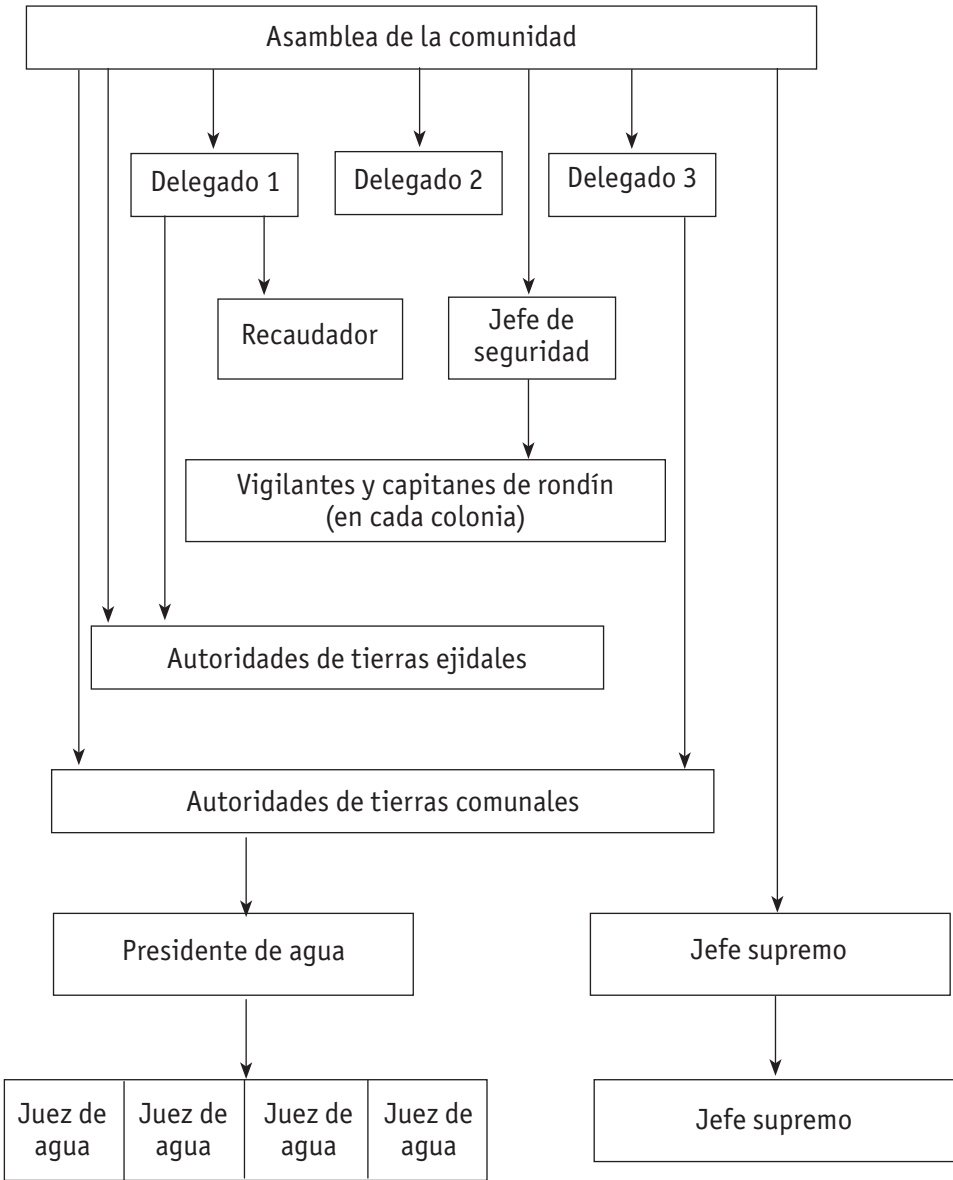 Asamblea de la comunidad
Delegado 1
Delegado 2
Delegado 3
Recaudador
Jefe de
seguridad
Vigilantes y capitanes de rondín
(en cada colonia)
Autoridades de tierras ejidales
Autoridades de tierras comunales
Presidente de agua
Jefe supremo
Juez de
agua
Juez de
agua
Juez de
agua
Juez de
agua
Jefe supremo